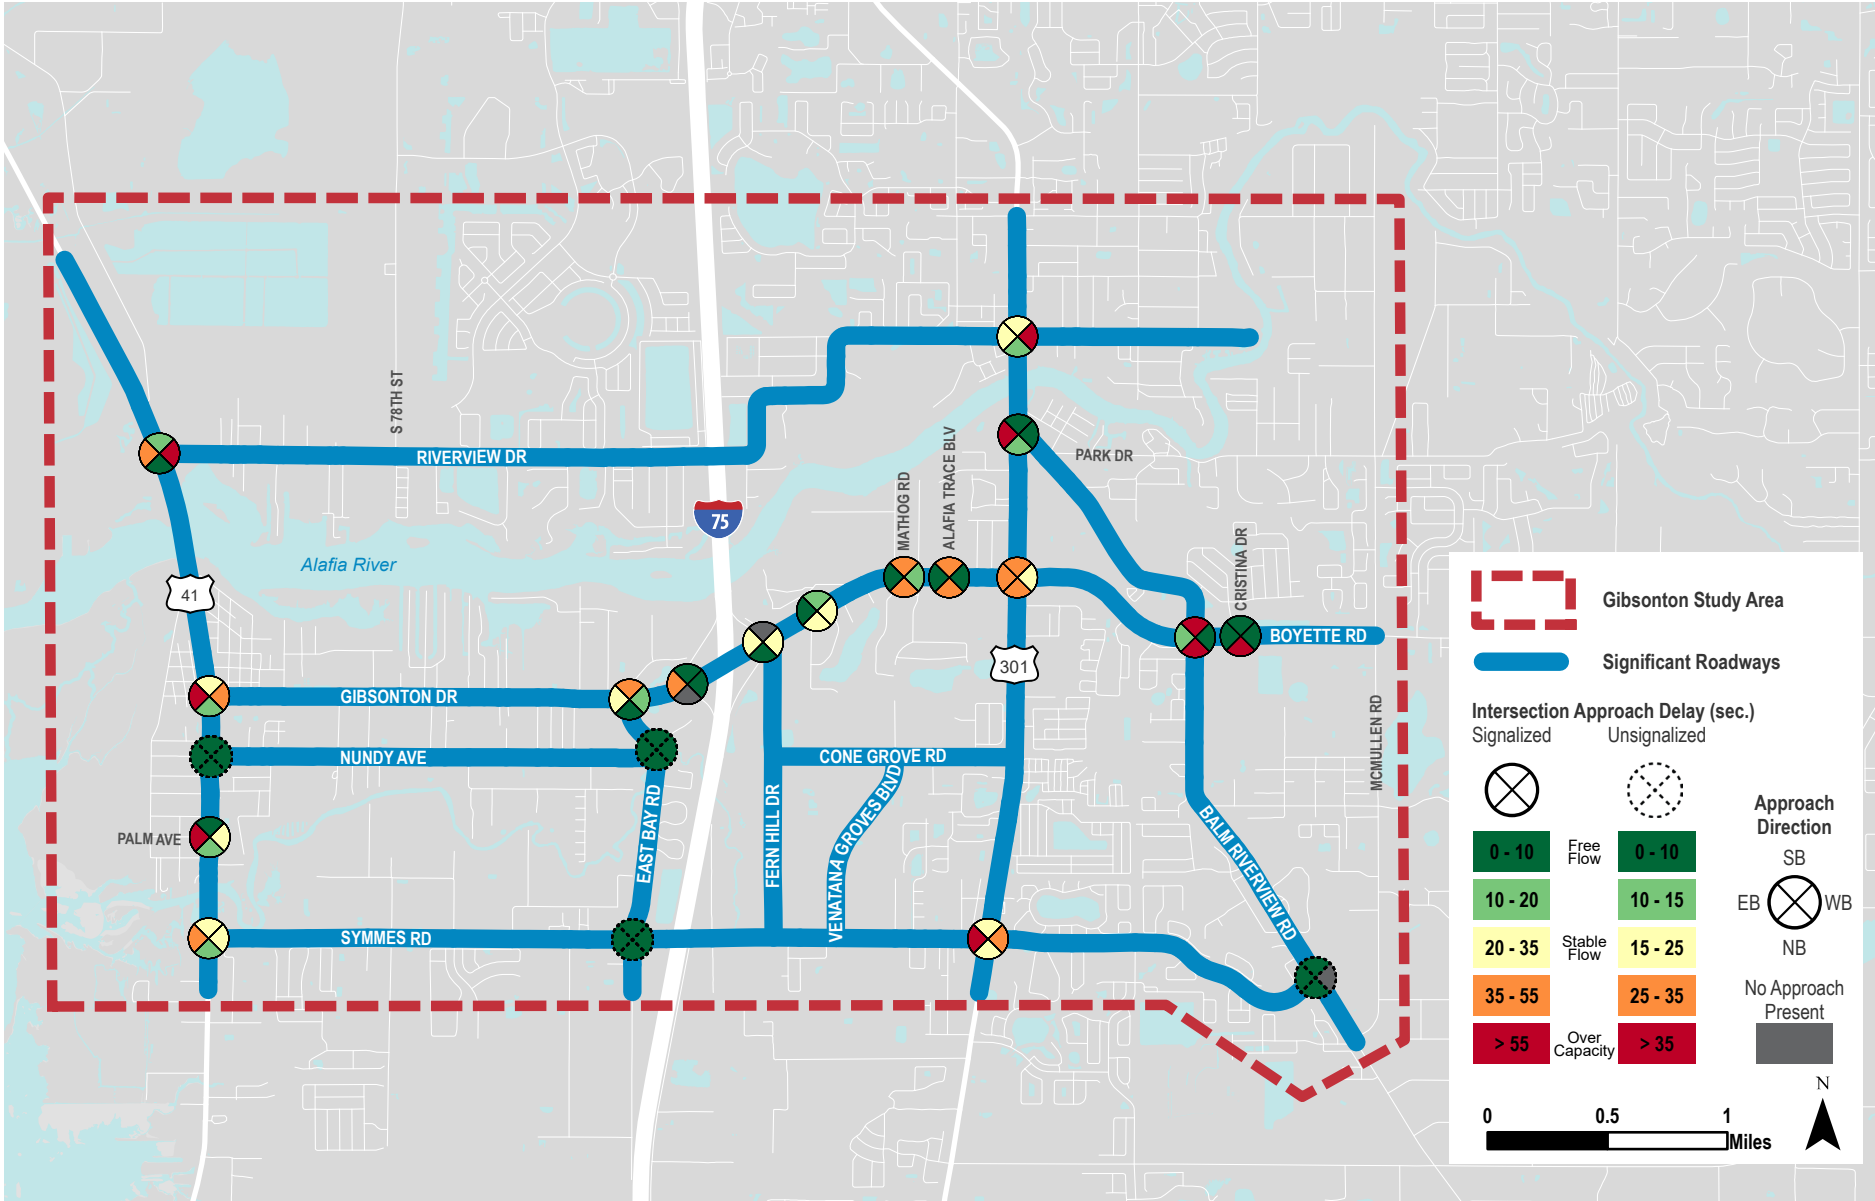 S 78TH ST
RIVERVIEW DR
MATHOG RD
ALAFIA TRACE BLV
PARK DR
75
Alafia River
41
CRISTINA DR
BOYETTE RD
301
GIBSONTON DR
NUNDY AVE
CONE GROVE RD
MCMULLEN RD
PALM AVE
EAST BAY RD
FERN HILL DR
VENATANA GROVES BLVD
BALM RIVERVIEW RD
SYMMES RD
Gibsonton Study Area
Significant Roadways
Intersection Approach Delay (sec.)
Signalized Unsignalized
0 - 10 Free Flow 0 - 10
10 - 20 10 - 15
20 - 35 Stable Flow 15 - 25
35 - 55 25 - 35
> 55 Over Capacity > 35
Approach
Direction
SB
EB WB
NB
No Approach
Present
N
0 0.5 1
Miles